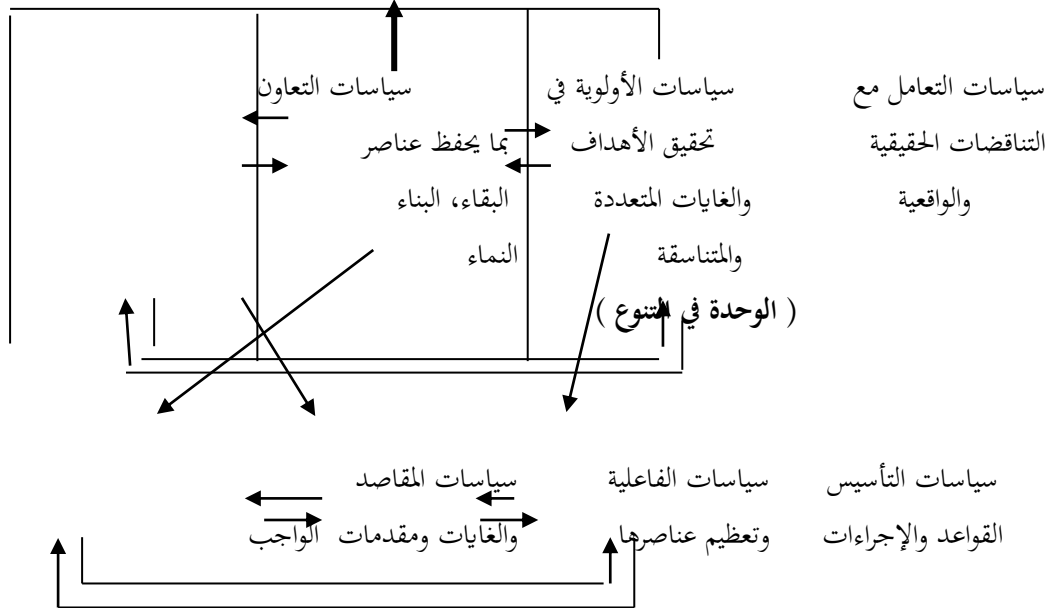 سياسات التعامل مع سياسات الأولوية في سياسات التعاون
التناقضات الحقيقية تحقيق الأهداف بما يحفظ عناصر
والواقعية والغايات المتعددة البقاء، البناء
والمتناسقة النماء
( الوحدة في التنوع )
سياسات التأسيس سياسات الفاعلية سياسات المقاصد
القواعد والإجراءات وتعظيم عناصرها والغايات ومقدمات الواجب